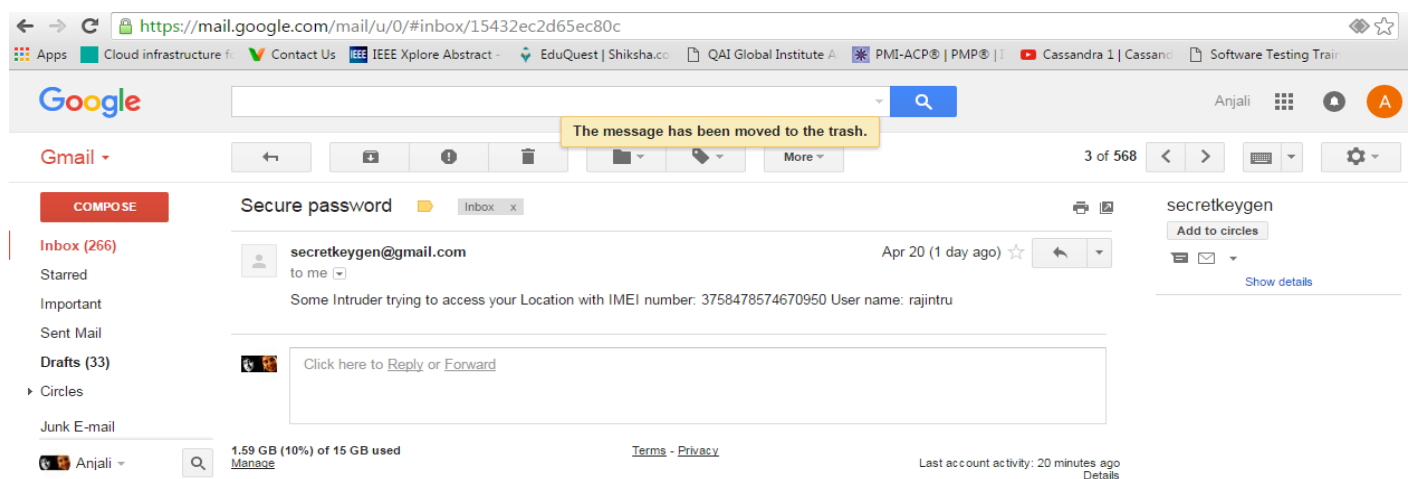 https://mail.google.com/mail/u/0/#inbox/15432ec2d65ec80c
Apps Cloud infrastructure fo Contact Us IEEE IEEE Xplore Abstract - EduQuest | Shiksha.co QAI Global Institute A PMI-ACP® | PMP® | I Cassandra 1 | Cassand Software Testing Train
Google
Anjali
A
The message has been moved to the trash.
Gmail
More
3 of 568
COMPOSE
Secure password
Inbox x
secretkeygen
Add to circles
Show details
Inbox (266)
Starred
Important
Sent Mail
Drafts (33)
Circles
Junk E-mail
Anjali
secretkeygen@gmail.com
Apr 20 (1 day ago)
to me
Some Intruder trying to access your Location with IMEI number: 3758478574670950 User name: rajintru
Click here to Reply or Forward
1.59 GB (10%) of 15 GB used
Manage
Terms - Privacy
Last account activity: 20 minutes ago
Details